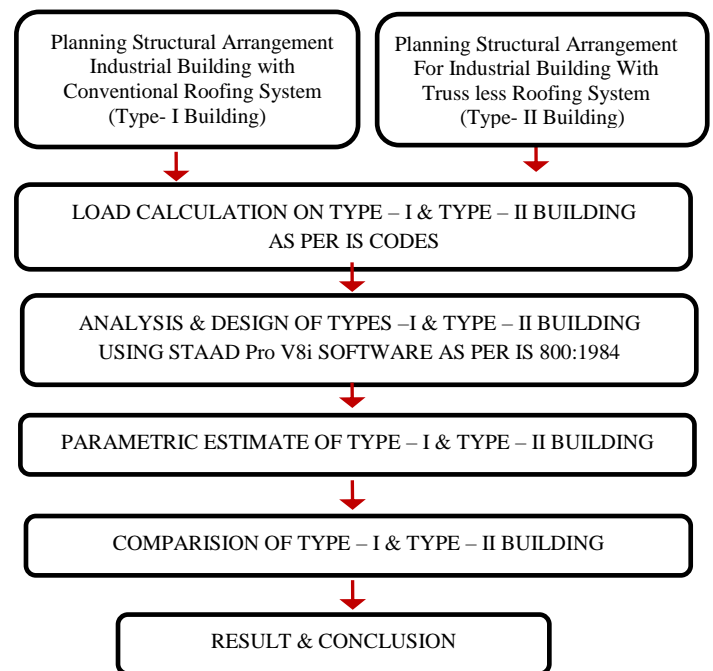 Planning Structural Arrangement
Industrial Building with
Conventional Roofing System
(Type- I Building)
Planning Structural Arrangement
For Industrial Building With
Truss less Roofing System
(Type- II Building)
LOAD CALCULATION ON TYPE – I & TYPE – II BUILDING
AS PER IS CODES
ANALYSIS & DESIGN OF TYPES –I & TYPE – II BUILDING
USING STAAD Pro V8i SOFTWARE AS PER IS 800:1984
PARAMETRIC ESTIMATE OF TYPE – I & TYPE – II BUILDING
COMPARISION OF TYPE – I & TYPE – II BUILDING
RESULT & CONCLUSION